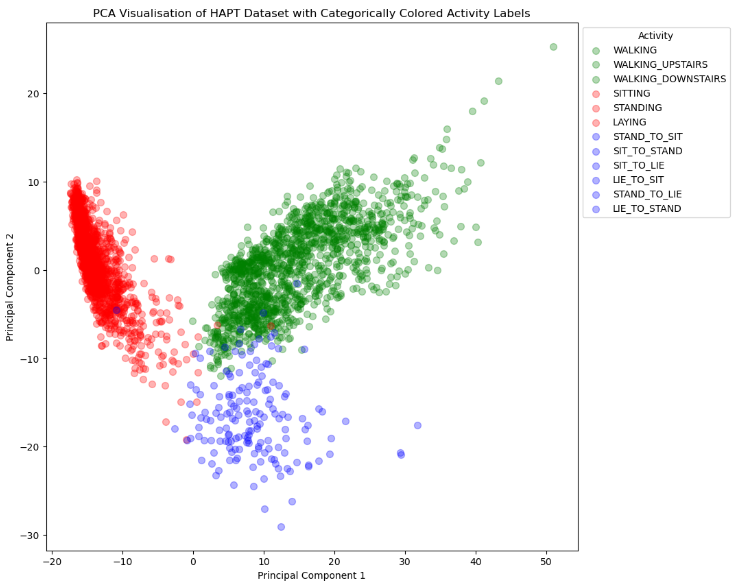 PCA Visualisation of HAPT Dataset with Categorically Colored Activity Labels
Activity
WALKING
WALKING_UPSTAIRS
WALKING_DOWNSTAIRS
SITTING
STANDING
LAYING
STAND_TO_SIT
SIT_TO_STAND
SIT_TO_LIE
LIE_TO_SIT
STAND_TO_LIE
LIE_TO_STAND
Principal Component 2
20
10
0
−10
−20
−30
−20 −10 0 10 20 30 40 50
Principal Component 1